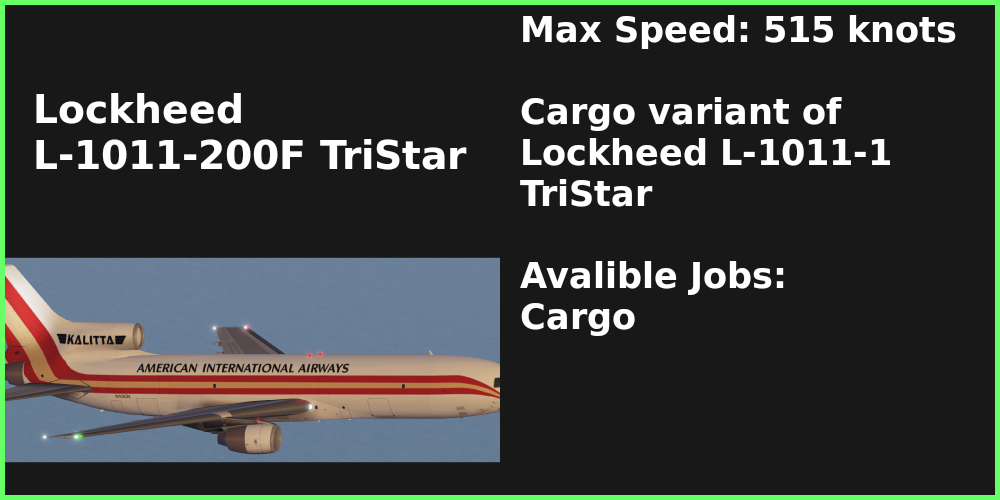 Lockheed
L-1011-200F TriStar
Max Speed: 515 knots
Cargo variant of
Lockheed L-1011-1
TriStar
Avalible Jobs:
Cargo
KALITTA
AMERICAN INTERNATIONAL AIRWAYS